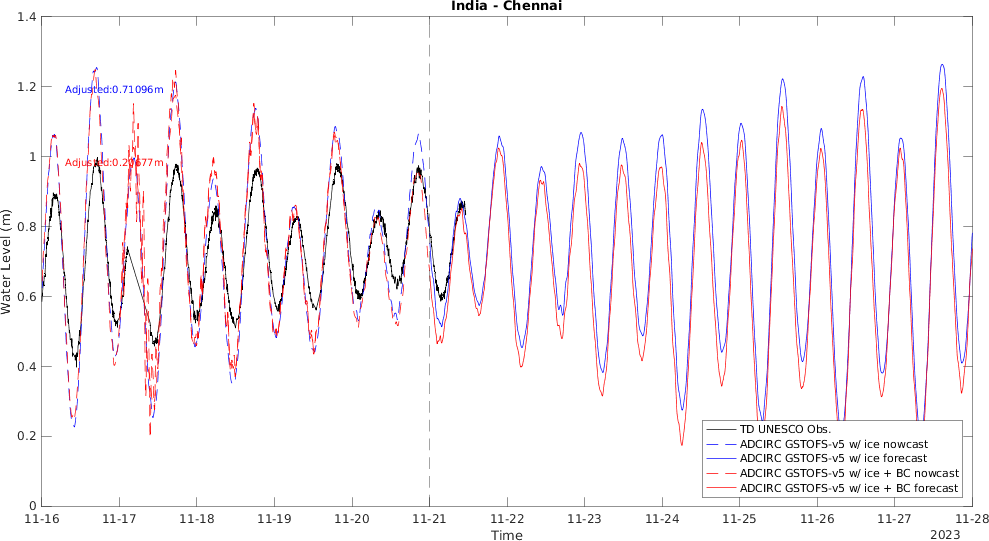 India - Chennai
Water Level (m)
1.4
1.2
1
0.8
0.6
0.4
0.2
0
Adjusted:0.71096m
TD UNESCO Obs.
ADCIRC GSTOFS-v5 w/ ice nowcast
ADCIRC GSTOFS-v5 w/ ice forecast
ADCIRC GSTOFS-v5 w/ ice + BC nowcast
ADCIRC GSTOFS-v5 w/ ice + BC forecast
11-16 11-17 11-18 11-19 11-20 11-21 11-22 11-23 11-24 11-25 11-26 11-27 11-28
Time
2023